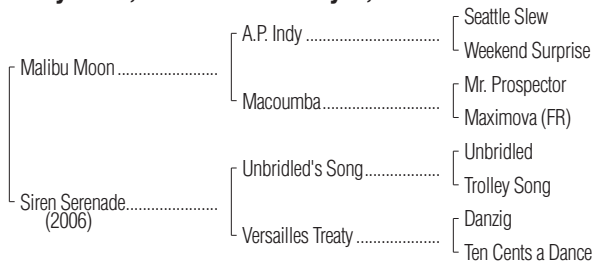 Seattle Slew
A.P. Indy ..............................
Weekend Surprise
Malibu Moon ......................
Mr. Prospector
Macoumba..........................
Maximova (FR)
Unbridled
Unbridled's Song.................
Trolley Song
Siren Serenade....................
(2006)
Danzig
Versailles Treaty ..................
Ten Cents a Dance